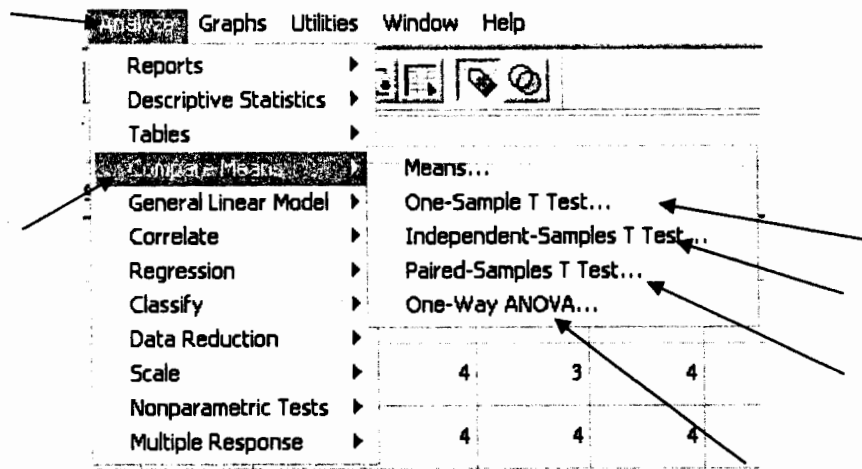 Analyze Graphs Utilities Window Help
Reports
Descriptive Statistics
Tables
Compare Means
Means...
General Linear Model
One-Sample T Test...
Correlate
Independent-Samples T Test...
Regression
Paired-Samples T Test...
Classify
One-Way ANOVA...
Data Reduction
Scale
4 3 4
Nonparametric Tests
Multiple Response
4 4 4